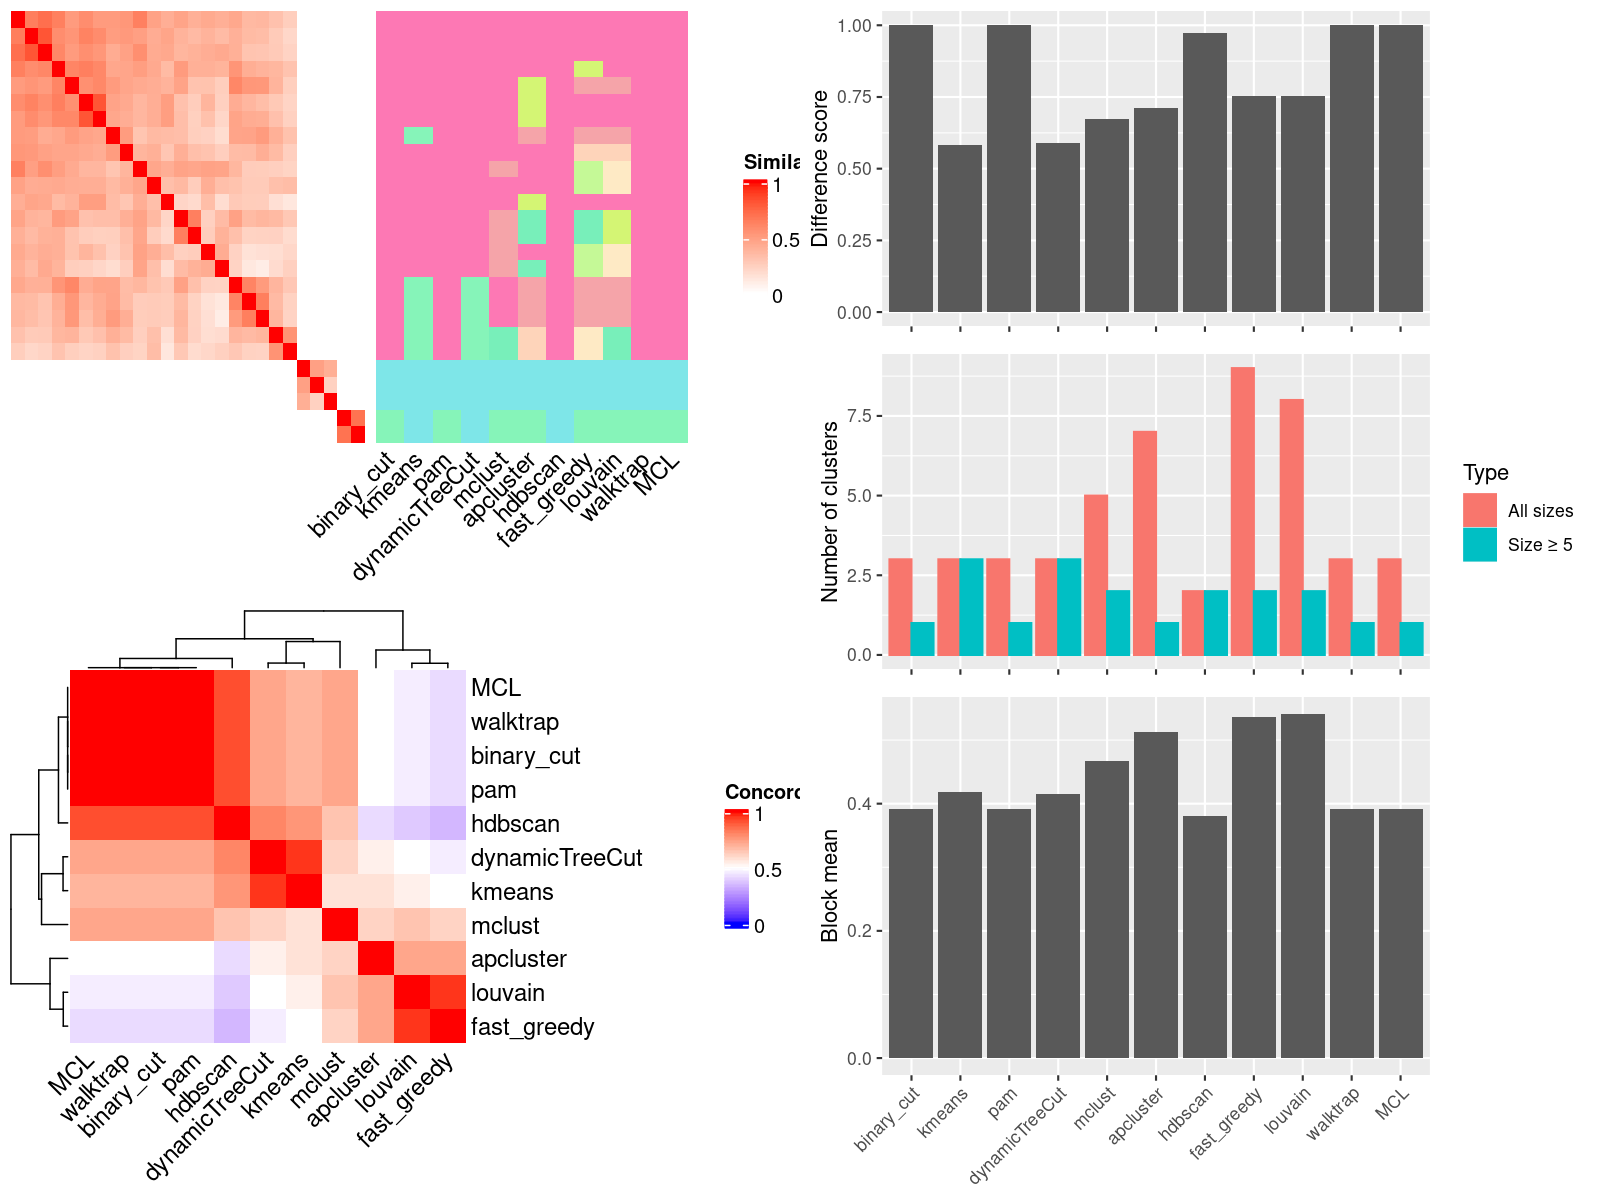 Simila
1
0.5
0
binary_cut
kmeans
pam
dynamicTreeCut
mclust
apcluster
hdbscan
fast_greedy
louvain
walktrap
MCL
MCL
walktrap
binary_cut
pam
hdbscan
dynamicTreeCut
kmeans
mclust
apcluster
louvain
fast_greedy
Concord
1
0.5
0
MCL
walktrap
binary_cut
pam
hdbscan
dynamicTreeCut
kmeans
mclust
apcluster
louvain
fast_greedy
Difference score
1.00
0.75
0.50
0.25
0.00
Number of clusters
7.5
5.0
2.5
0.0
Type
All sizes
Size ≥ 5
Block mean
0.4
0.2
0.0
binary_cut
kmeans
pam
dynamicTreeCut
mclust
apcluster
hdbscan
fast_greedy
louvain
walktrap
MCL